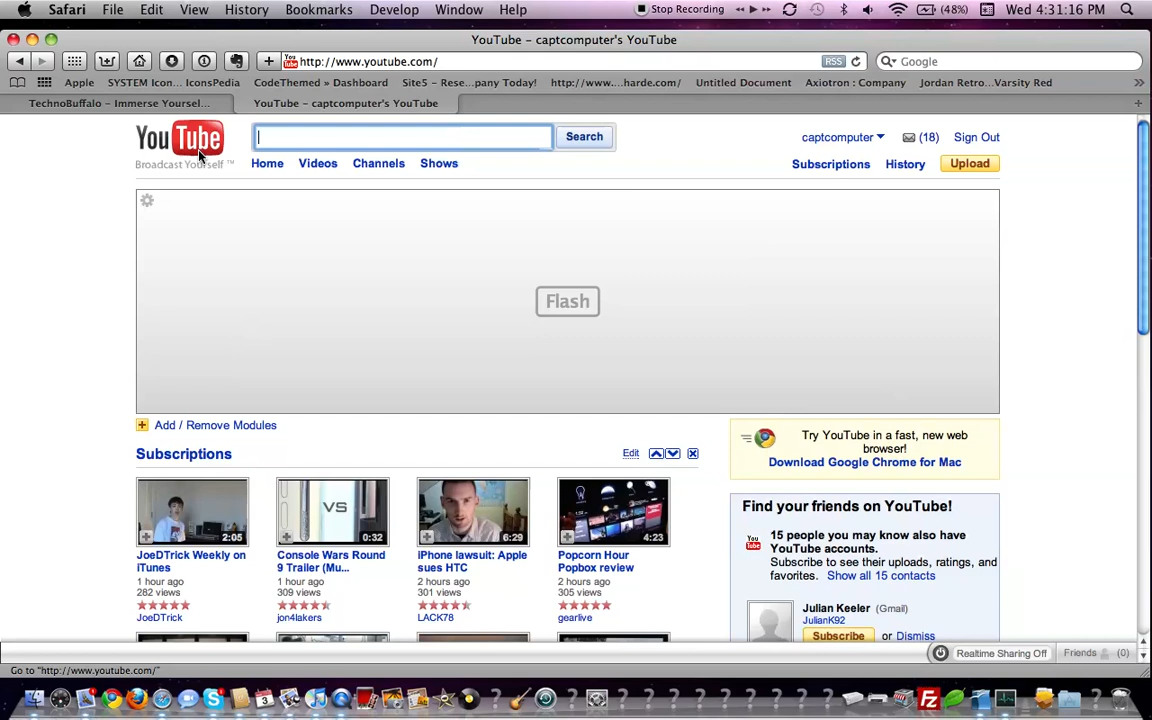 Safari File Edit View History Bookmarks Develop Window Help Stop Recording (48%) Wed 4:31:16 PM
YouTube – captcomputer's YouTube
http://www.youtube.com/ RSS Google
Apple SYSTEM Icon... IconsPedia CodeThemed » Dashboard Site5 - Rese...pany Today! http://www....harde.com/ Untitled Document Axiotron : Company Jordan Retro...Varsity Red
TechnoBuffalo – Immerse Yoursel... YouTube – captcomputer's YouTube
YouTube Search captcomputer (18) Sign Out
Broadcast Yourself ™ Home Videos Channels Shows Subscriptions History Upload
Flash
Add / Remove Modules
Subscriptions Edit
Try YouTube in a fast, new web
browser!
Download Google Chrome for Mac
VS
2:05 0:32 6:29 4:23
JoeDTrick Weekly on
iTunes
1 hour ago
282 views
JoeDTrick
Console Wars Round
9 Trailer (Mu...
1 hour ago
309 views
jon4lakers
iPhone lawsuit: Apple
sues HTC
2 hours ago
301 views
LACK78
Popcorn Hour
Popbox review
2 hours ago
305 views
gearlive
Find your friends on YouTube!
You Tube
15 people you may know also have
YouTube accounts.
Subscribe to see their uploads, ratings, and
favorites. Show all 15 contacts
Julian Keeler (Gmail)
JulianK92
Subscribe or Dismiss
Realtime Sharing Off Friends (0)
Go to "http://www.youtube.com/"